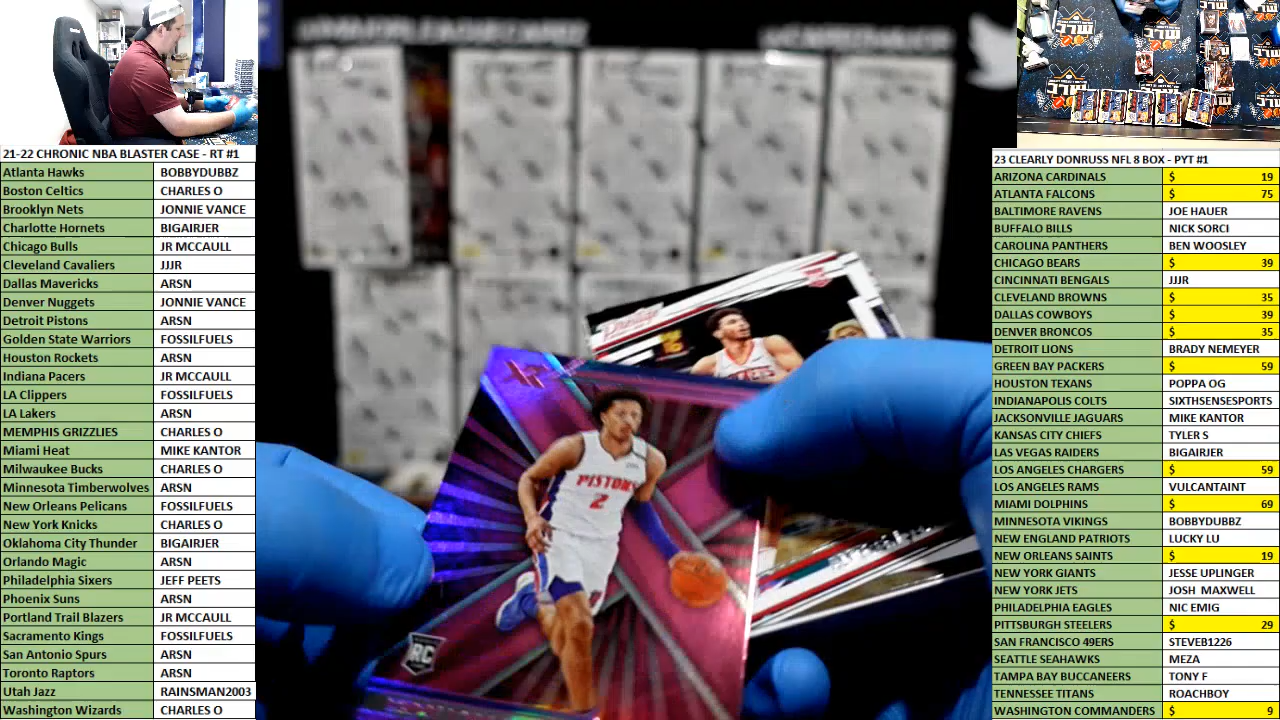 21-22 CHRONIC NBA BLASTER CASE - RT #1
Atlanta Hawks BOBBYDUBBZ
Boston Celtics CHARLES O
Brooklyn Nets JONNIE VANCE
Charlotte Hornets BIGAIRJER
Chicago Bulls JR MCCAULL
Cleveland Cavaliers JJJR
Dallas Mavericks ARSN
Denver Nuggets JONNIE VANCE
Detroit Pistons ARSN
Golden State Warriors FOSSILFUELS
Houston Rockets ARSN
Indiana Pacers JR MCCAULL
LA Clippers FOSSILFUELS
LA Lakers ARSN
MEMPHIS GRIZZLIES CHARLES O
Miami Heat MIKE KANTOR
Milwaukee Bucks CHARLES O
Minnesota Timberwolves ARSN
New Orleans Pelicans FOSSILFUELS
New York Knicks CHARLES O
Oklahoma City Thunder BIGAIRJER
Orlando Magic ARSN
Philadelphia Sixers JEFF PEETS
Phoenix Suns ARSN
Portland Trail Blazers JR MCCAULL
Sacramento Kings FOSSILFUELS
San Antonio Spurs ARSN
Toronto Raptors ARSN
Utah Jazz RAINSMAN2003
Washington Wizards CHARLES O
PISTONS
2
RC
23 CLEARLY DONRUSS NFL 8 BOX - PYT #1
ARIZONA CARDINALS $ 19
ATLANTA FALCONS $ 75
BALTIMORE RAVENS JOE HAUER
BUFFALO BILLS NICK SORCI
CAROLINA PANTHERS BEN WOOSLEY
CHICAGO BEARS $ 39
CINCINNATI BENGALS JJJR
CLEVELAND BROWNS $ 35
DALLAS COWBOYS $ 39
DENVER BRONCOS $ 35
DETROIT LIONS BRADY NEMEYER
GREEN BAY PACKERS $ 59
HOUSTON TEXANS POPPA OG
INDIANAPOLIS COLTS SIXTHSENSESPORTS
JACKSONVILLE JAGUARS MIKE KANTOR
KANSAS CITY CHIEFS TYLER S
LAS VEGAS RAIDERS BIGAIRJER
LOS ANGELES CHARGERS $ 59
LOS ANGELES RAMS VULCANTAINT
MIAMI DOLPHINS $ 69
MINNESOTA VIKINGS BOBBYDUBBZ
NEW ENGLAND PATRIOTS LUCKY LU
NEW ORLEANS SAINTS $ 19
NEW YORK GIANTS JESSE UPLINGER
NEW YORK JETS JOSH MAXWELL
PHILADELPHIA EAGLES NIC EMIG
PITTSBURGH STEELERS $ 29
SAN FRANCISCO 49ERS STEVEB1226
SEATTLE SEAHAWKS MEZA
TAMPA BAY BUCCANEERS TONY F
TENNESSEE TITANS ROACHBOY
WASHINGTON COMMANDERS $ 9